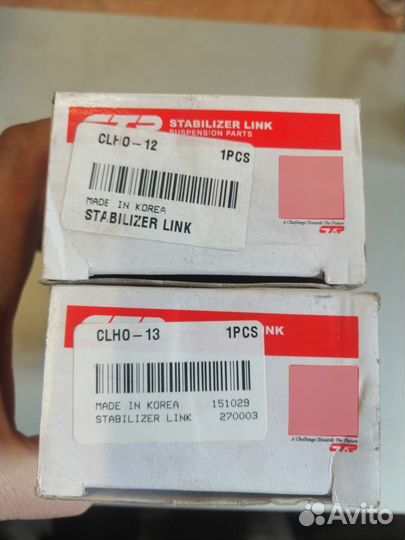 CTR STABILIZER LINK
SUSPENSION PARTS
CLHO-12 1PCS
MADE IN KOREA
STABILIZER LINK
A Challenge Towards The Future
CTR
INK
CLHO-13 1PCS
MADE IN KOREA 151029
STABILIZER LINK 270003
A Challenge Towards The Future
CTR
Avito